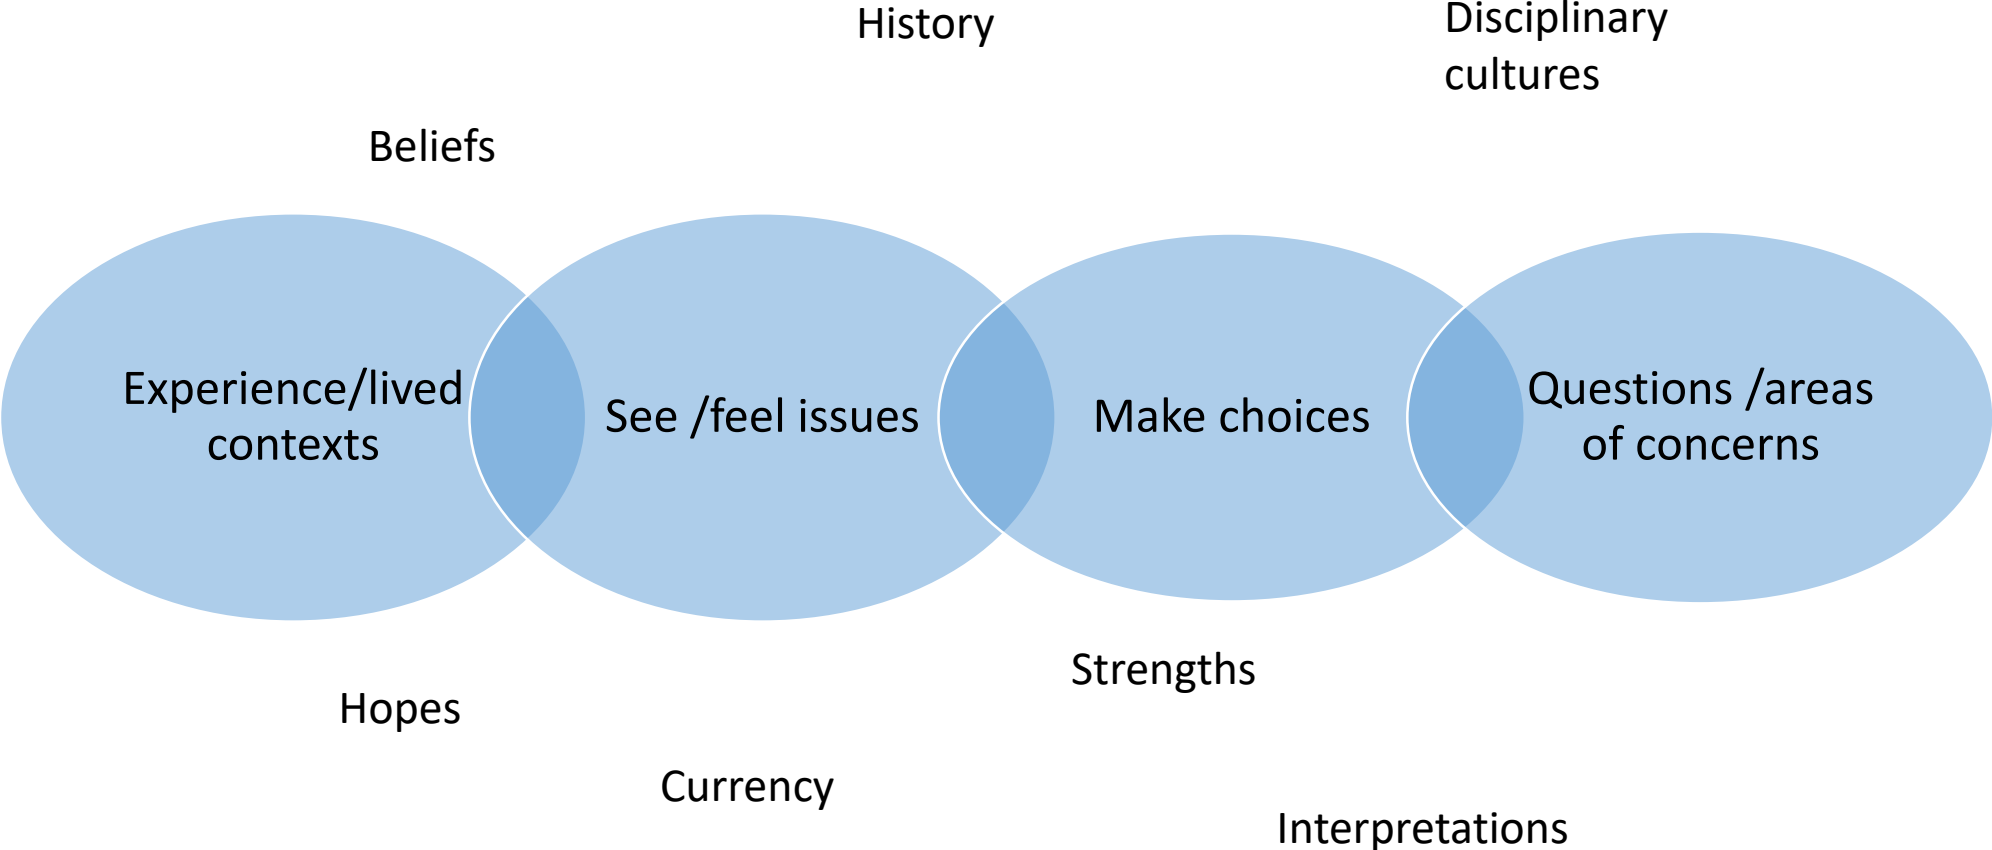 History
Disciplinary
cultures
Beliefs
Experience/lived
contexts
See /feel issues
Make choices
Questions /areas
of concerns
Strengths
Hopes
Currency
Interpretations